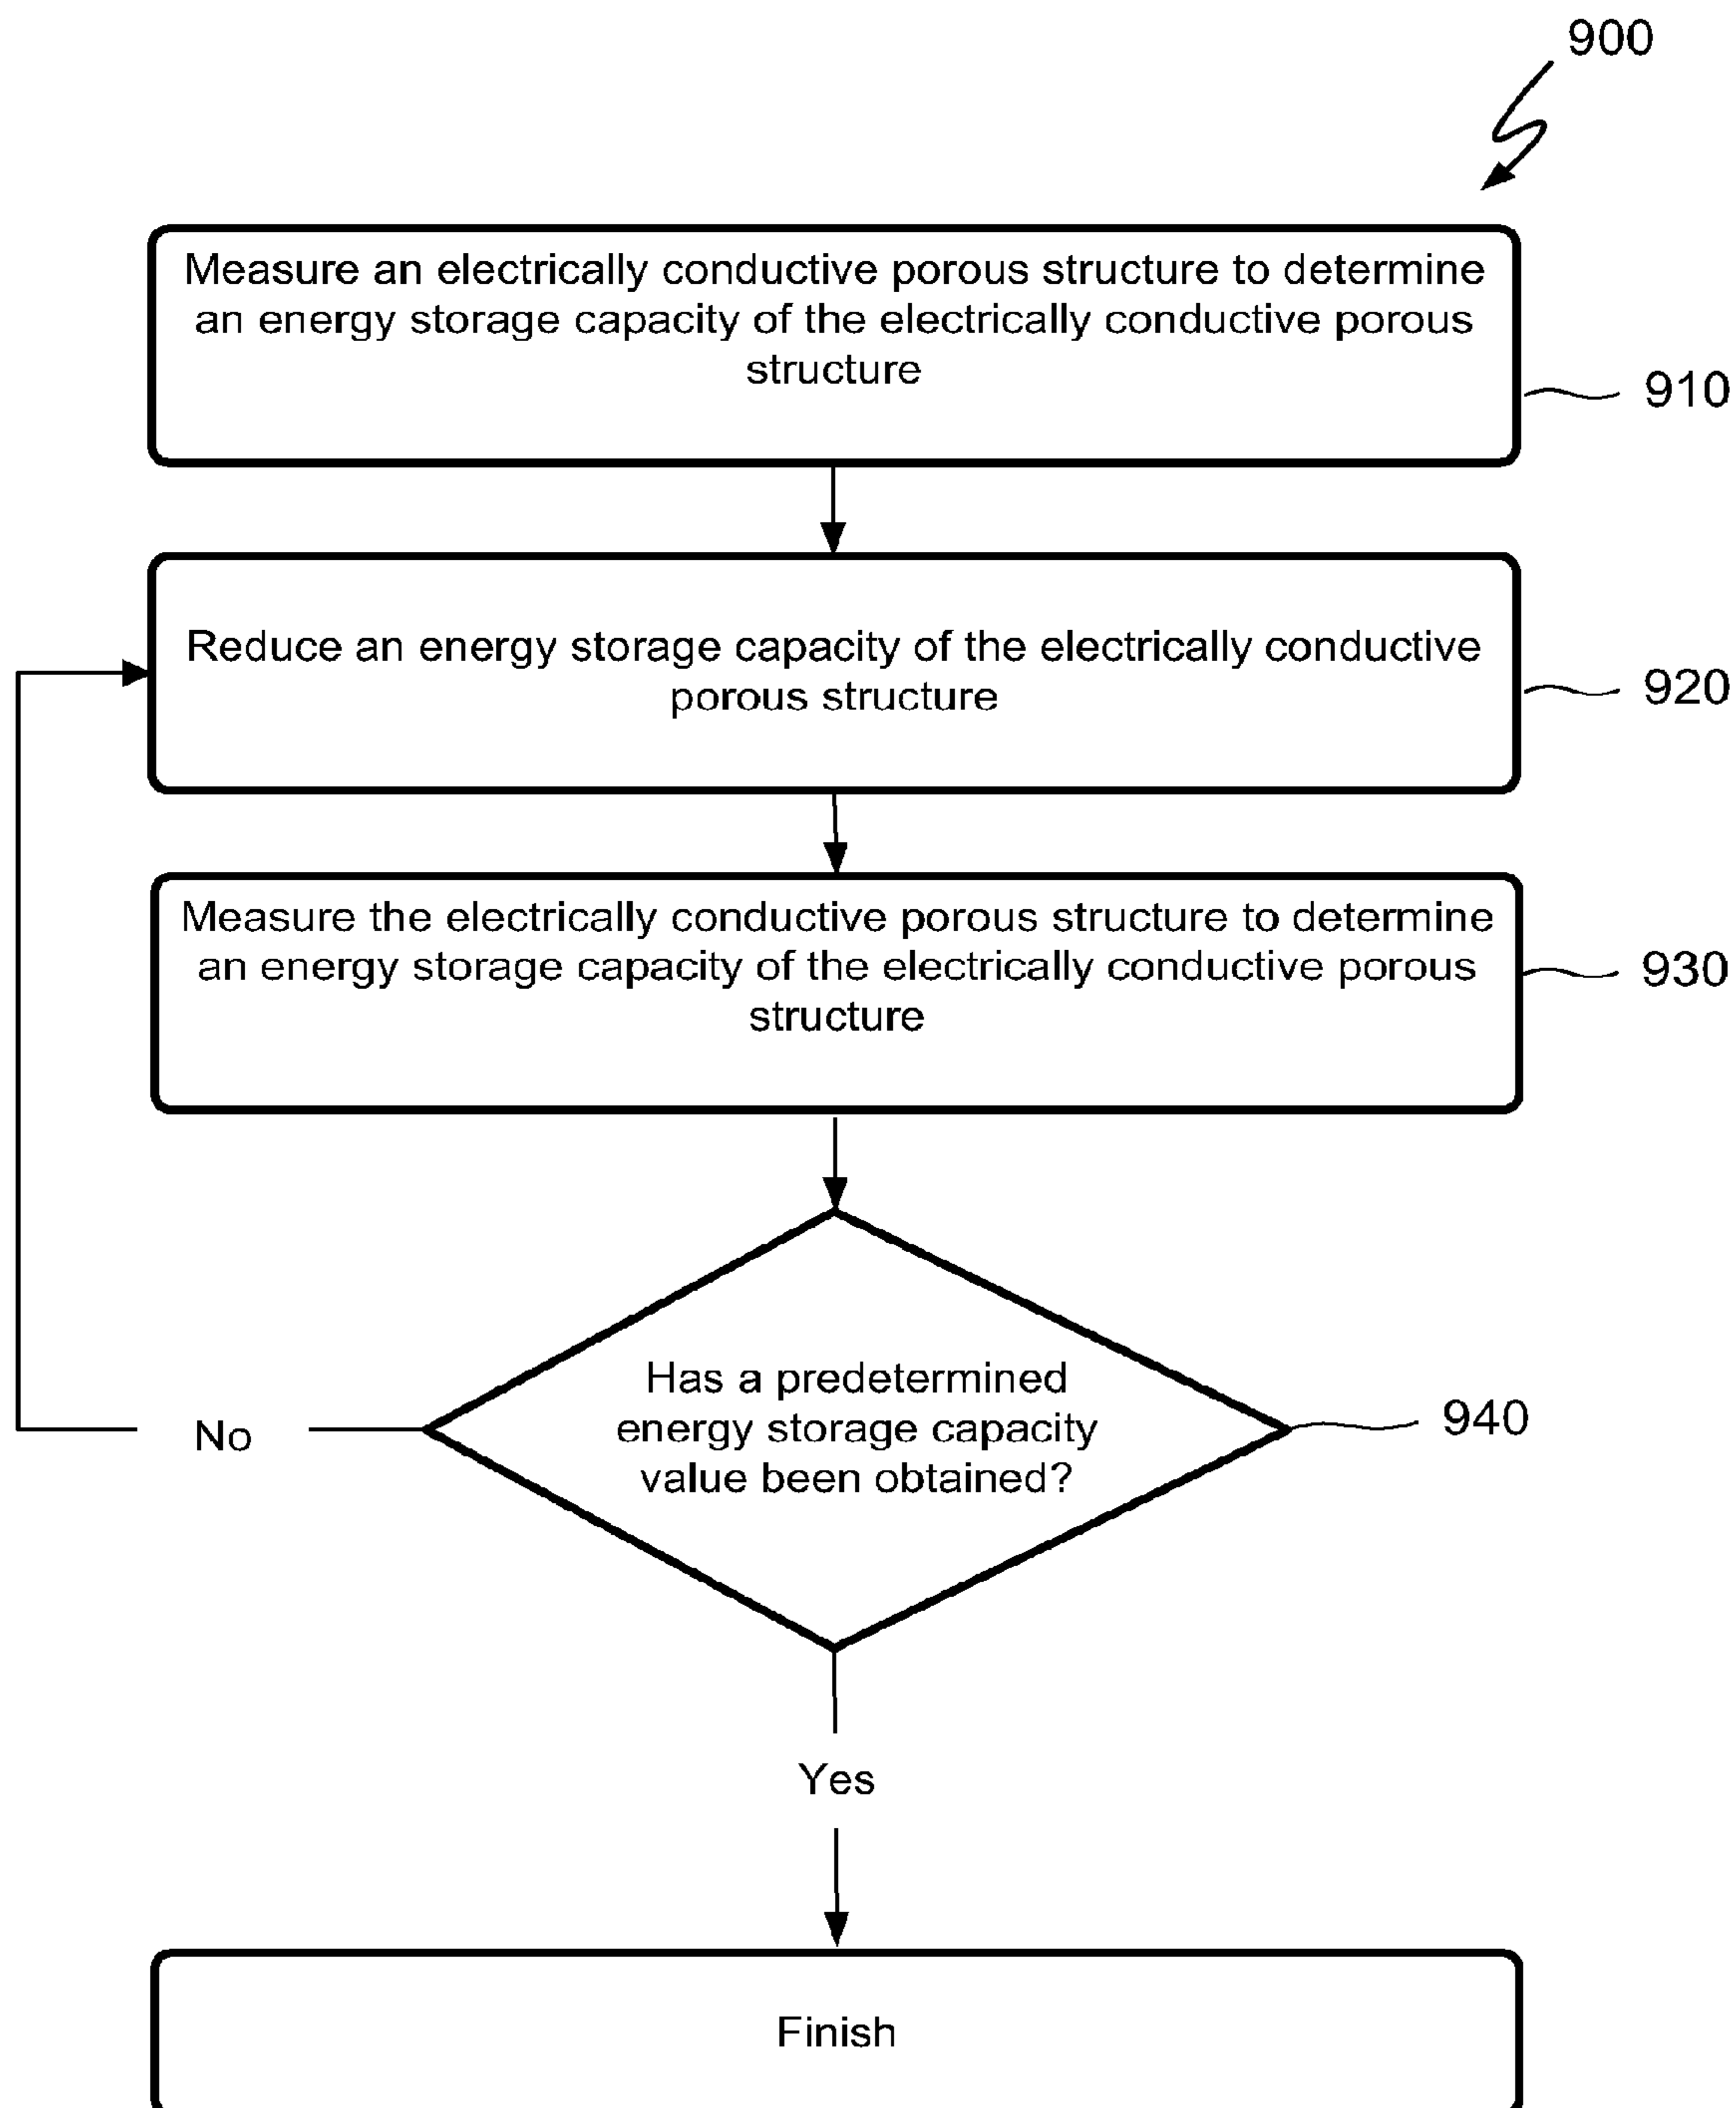 900
Measure an electrically conductive porous structure to determine
an energy storage capacity of the electrically conductive porous
structure
910
Reduce an energy storage capacity of the electrically conductive
porous structure
920
Measure the electrically conductive porous structure to determine
an energy storage capacity of the electrically conductive porous
structure
930
Has a predetermined
energy storage capacity
value been obtained?
940
No
Yes
Finish